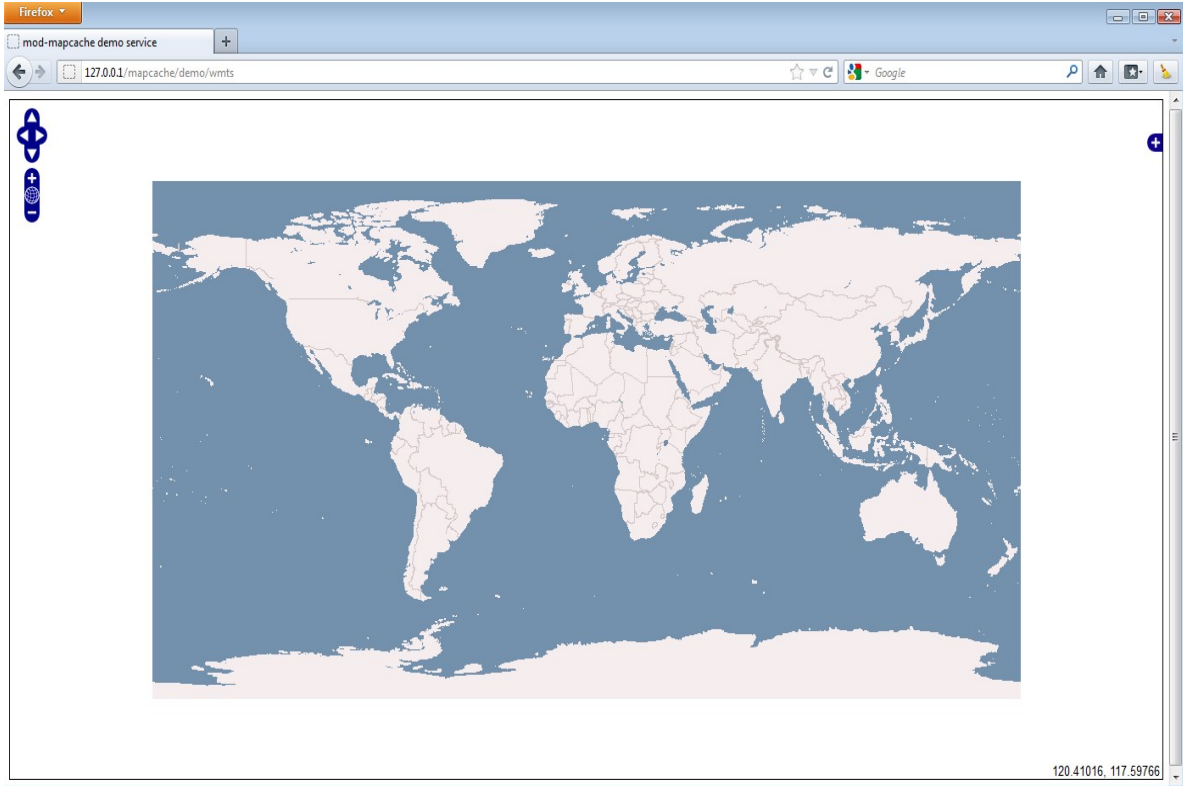 Firefox
mod-mapcache demo service
127.0.0.1/mapcache/demo/wmts
Google
120.41016, 117.59766